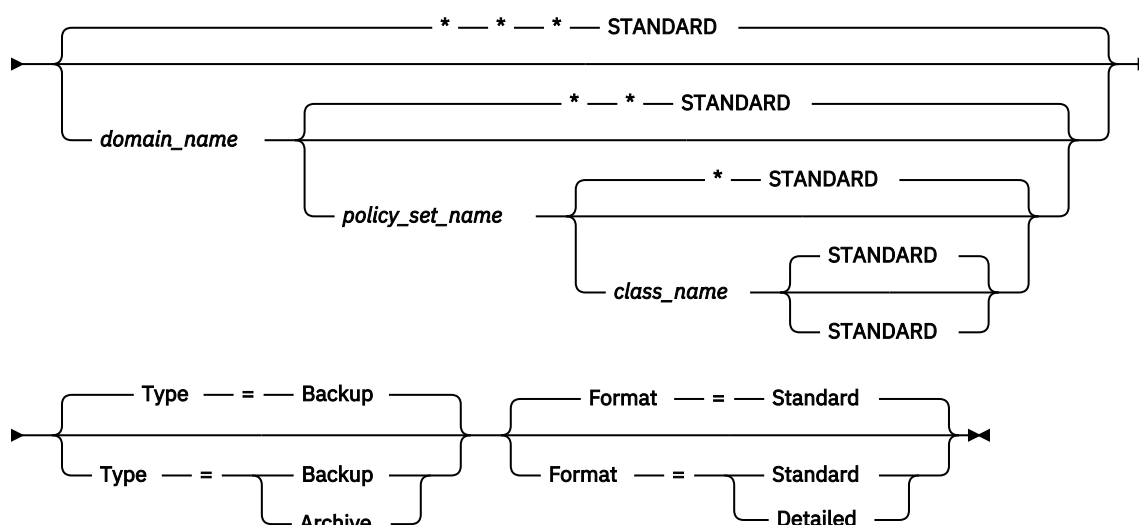 * * * STANDARD
* * STANDARD
domain_name
* STANDARD
policy_set_name
STANDARD
class_name
STANDARD
Type = Backup Format = Standard
Type = Backup Format = Standard
Archive Detailed